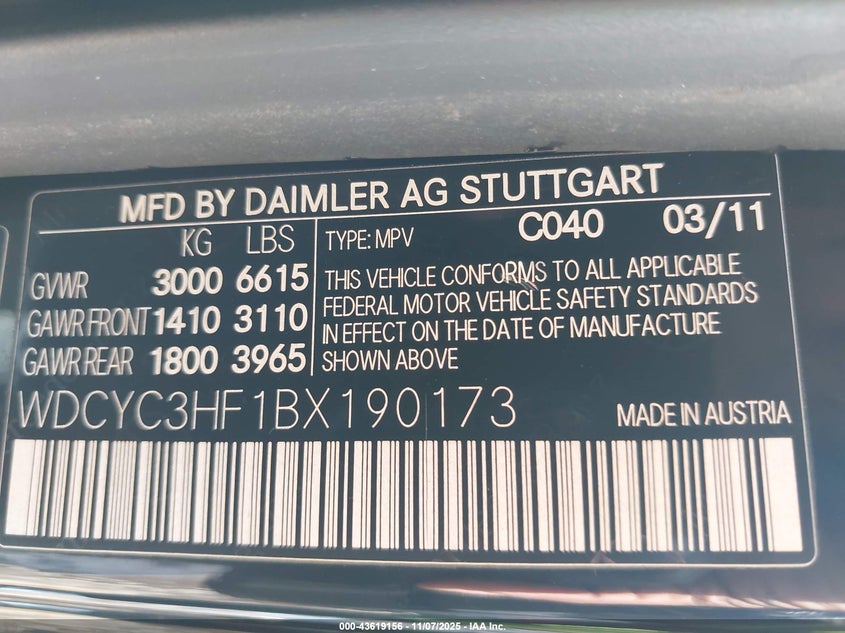 MFD BY DAIMLER AG STUTTGART
KG LBS
GVWR 3000 6615
GAWR FRONT 1410 3110
GAWR REAR 1800 3965
TYPE: MPV C040 03/11
THIS VEHICLE CONFORMS TO ALL APPLICABLE
FEDERAL MOTOR VEHICLE SAFETY STANDARDS
IN EFFECT ON THE DATE OF MANUFACTURE
SHOWN ABOVE
WDCYC3HF1BX190173 MADE IN AUSTRIA
000-43619156 - 11/07/2025 - IAA Inc.